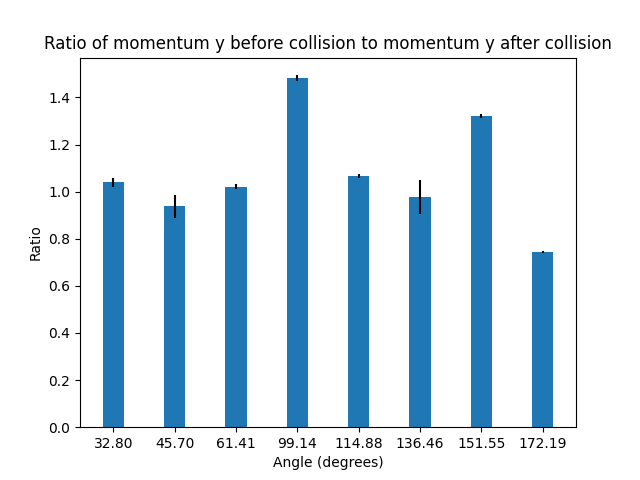 Ratio of momentum y before collision to momentum y after collision
1.4
1.2
1.0
0.8
0.6
0.4
0.2
0.0
Ratio
32.80 45.70 61.41 99.14 114.88 136.46 151.55 172.19
Angle (degrees)